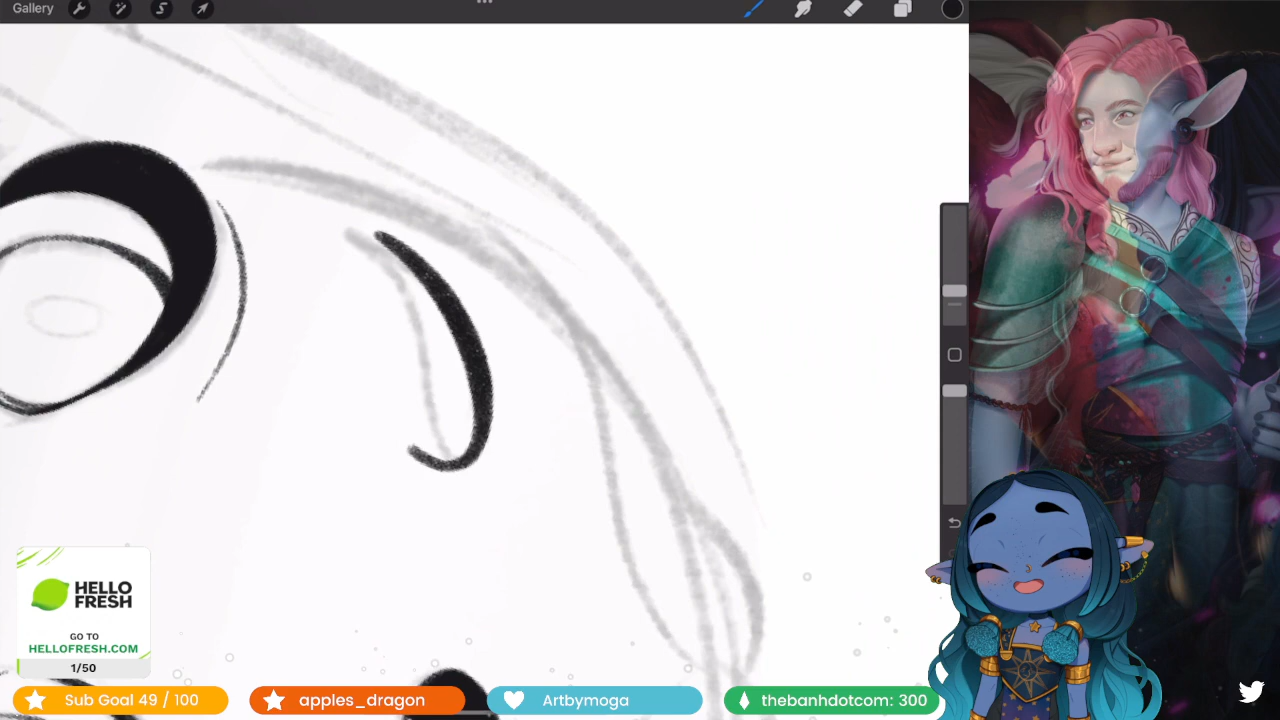 Gallery
HELLO
FRESH
GO TO
HELLOFRESH.COM
1/50
Sub Goal 49 / 100
apples_dragon
Artbymoga
thebanhdotcom: 300